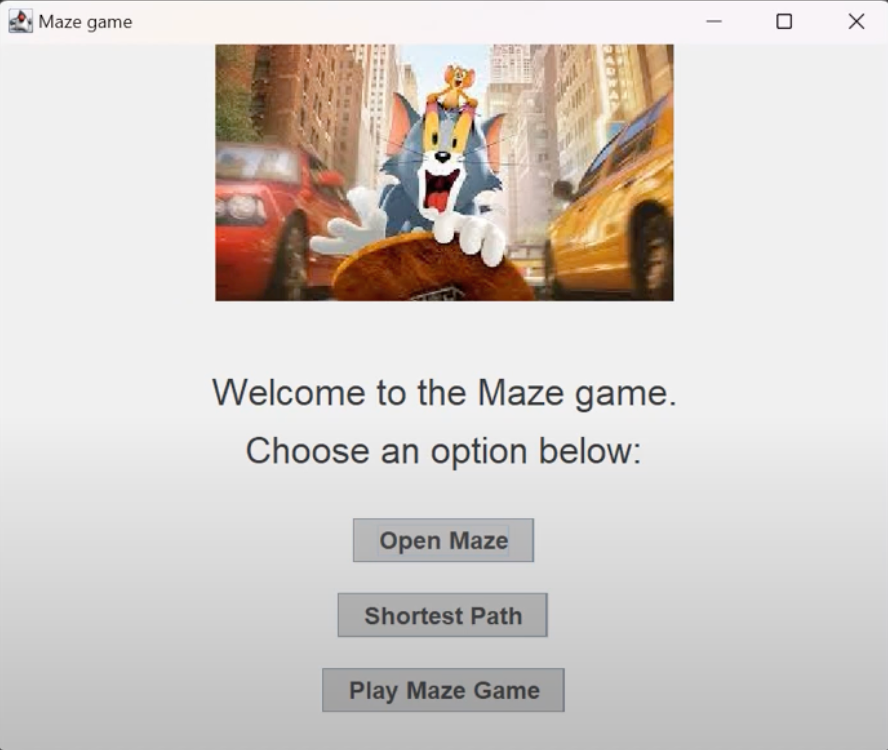 Maze game
Welcome to the Maze game.
Choose an option below:
Open Maze
Shortest Path
Play Maze Game